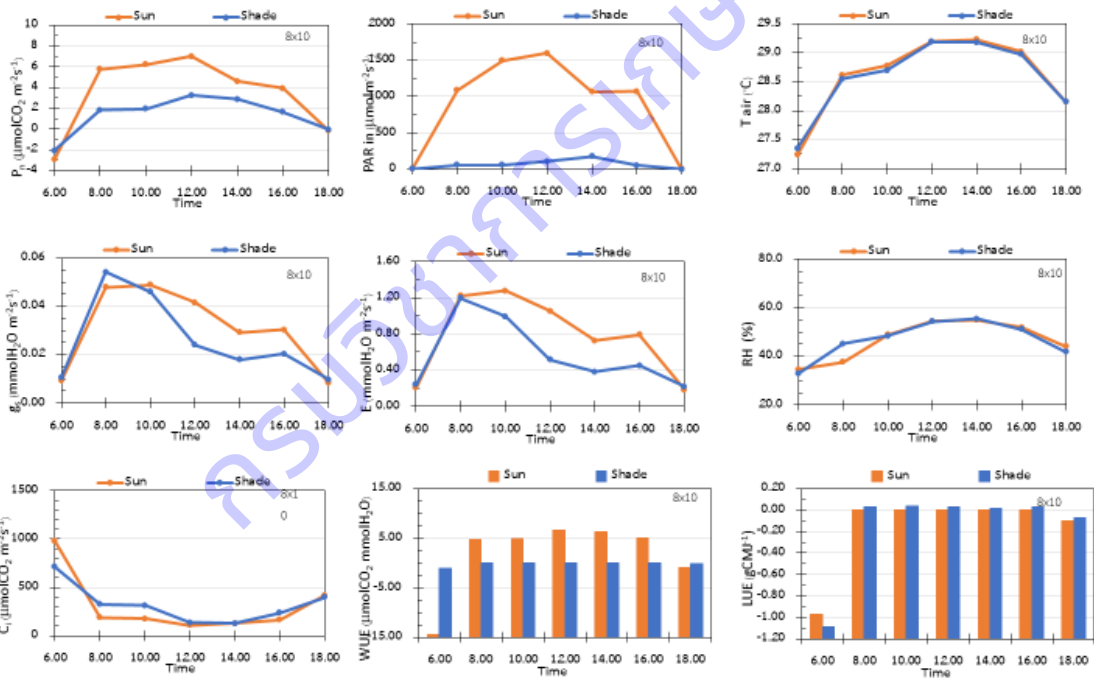 Sun Shade
8x10
10
8
6
4
2
0
-2
-4
Pn (µmolCO2 m-2s-1)
6.00 8.00 10.00 12.00 14.00 16.00 18.00
Time
Sun Shade
8x10
2000
1500
1000
500
0
PAR in (µmolm-2s-1)
6.00 8.00 10.00 12.00 14.00 16.00 18.00
Time
Sun Shade
8x10
29.5
29.0
28.5
28.0
27.5
27.0
T air (°C)
6.00 8.00 10.00 12.00 14.00 16.00 18.00
Time
Sun Shade
8x10
0.06
0.04
0.02
0.00
gs (mmolH2O m-2s-1)
6.00 8.00 10.00 12.00 14.00 16.00 18.00
Time
Sun Shade
8x10
1.60
1.20
0.80
0.40
0.00
E (mmolH2O m-2s-1)
6.00 8.00 10.00 12.00 14.00 16.00 18.00
Time
Sun Shade
8x10
80.0
60.0
40.0
20.0
RH (%)
6.00 8.00 10.00 12.00 14.00 16.00 18.00
Time
Sun Shade
8x1
0
1500
1000
500
0
Ci (µmolCO2 m-2s-1)
6.00 8.00 10.00 12.00 14.00 16.00 18.00
Time
Sun Shade
8x10
15.00
5.00
-5.00
-15.00
WUE (µmolCO2 mmolH2O)
6.00 8.00 10.00 12.00 14.00 16.00 18.00
Time
Sun Shade
8x10
0.20
0.00
-0.20
-0.40
-0.60
-0.80
-1.00
-1.20
LUE (gCMJ-1)
6.00 8.00 10.00 12.00 14.00 16.00 18.00
Time
กรมวิชาการเกษ